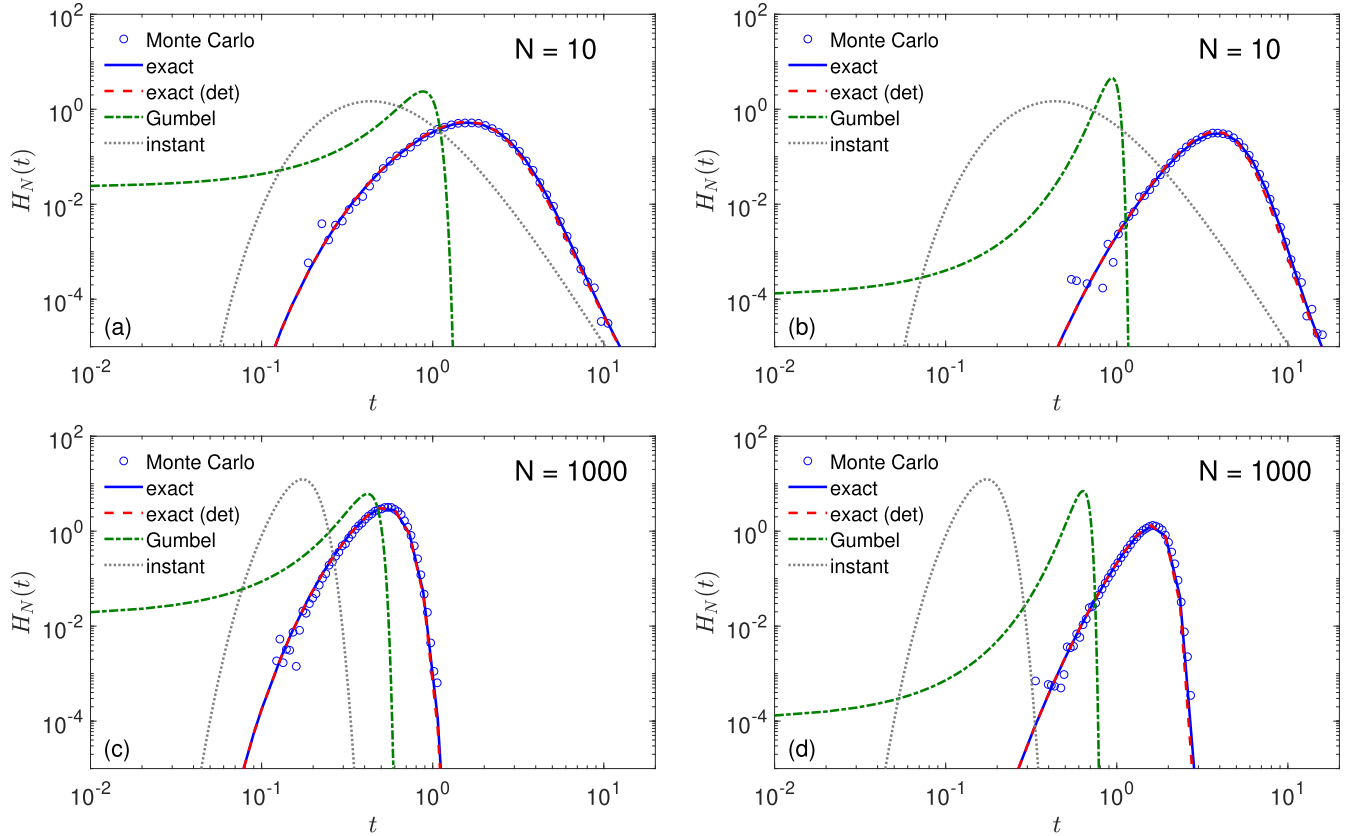 10^2
10^0
10^-2
10^-4
H_N(t)
Monte Carlo
exact
exact (det)
Gumbel
instant
N = 10
(a)
10^-2
10^-1
10^0
10^1
t
10^2
10^0
10^-2
10^-4
H_N(t)
Monte Carlo
exact
exact (det)
Gumbel
instant
N = 10
(b)
10^-2
10^-1
10^0
10^1
t
10^2
10^0
10^-2
10^-4
H_N(t)
Monte Carlo
exact
exact (det)
Gumbel
instant
N = 1000
(c)
10^-2
10^-1
10^0
10^1
t
10^2
10^0
10^-2
10^-4
H_N(t)
Monte Carlo
exact
exact (det)
Gumbel
instant
N = 1000
(d)
10^-2
10^-1
10^0
10^1
t